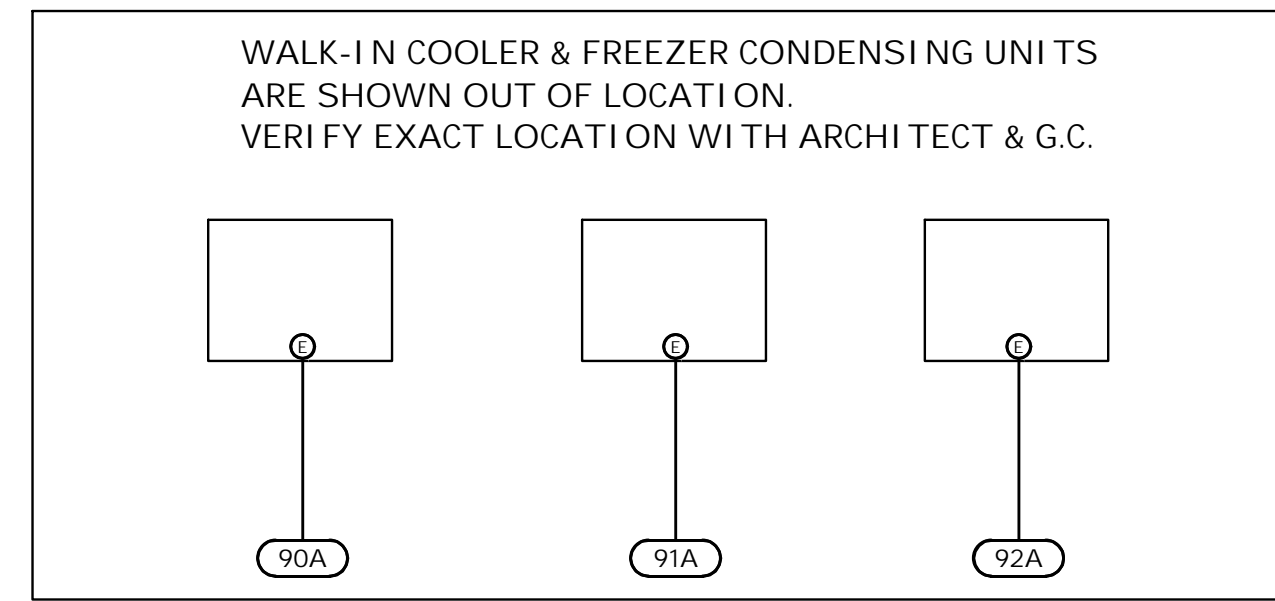 WALK-IN COOLER & FREEZER CONDENSING UNITS
ARE SHOWN OUT OF LOCATION.
VERIFY EXACT LOCATION WITH ARCHITECT & G.C.
E E E
90A 91A 92A